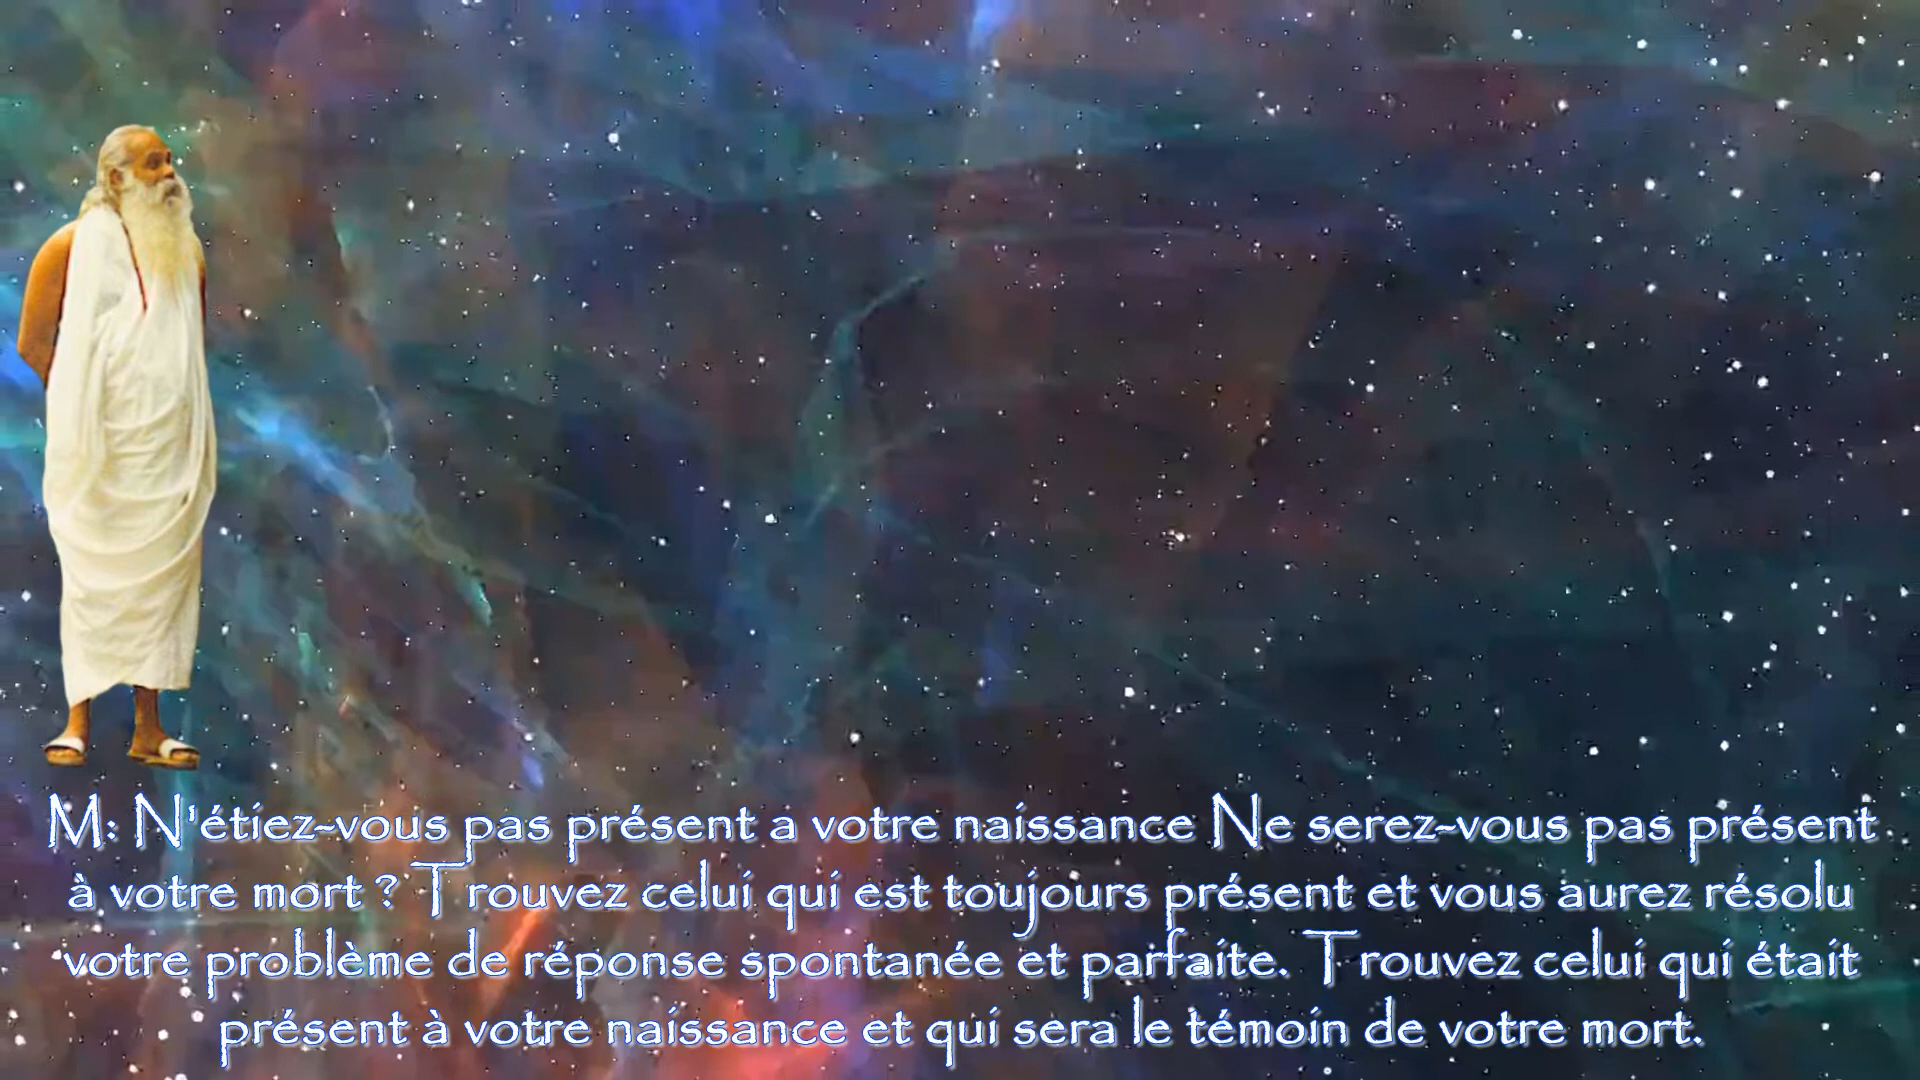 M: N'étiez-vous pas présent a votre naissance Ne serez-vous pas présent
à votre mort ? Trouvez celui qui est toujours présent et vous aurez résolu
votre problème de réponse spontanée et parfaite. Trouvez celui qui était
présent à votre naissance et qui sera le témoin de votre mort.